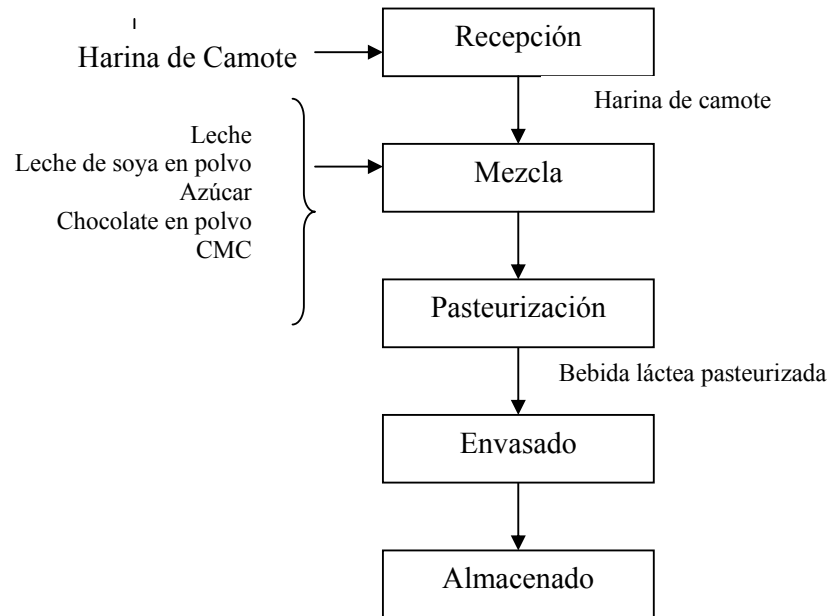 Recepción
Harina de Camote
Harina de camote
Leche
Leche de soya en polvo
Azúcar
Chocolate en polvo
CMC
Mezcla
Pasteurización
Bebida láctea pasteurizada
Envasado
Almacenado